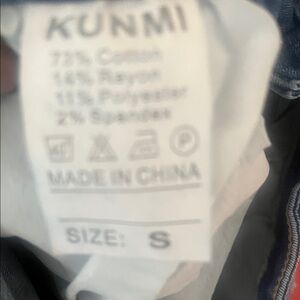 KUNMI
73% Cotton
14% Rayon
11% Polyester
2% Spandex
MADE IN CHINA
SIZE: S